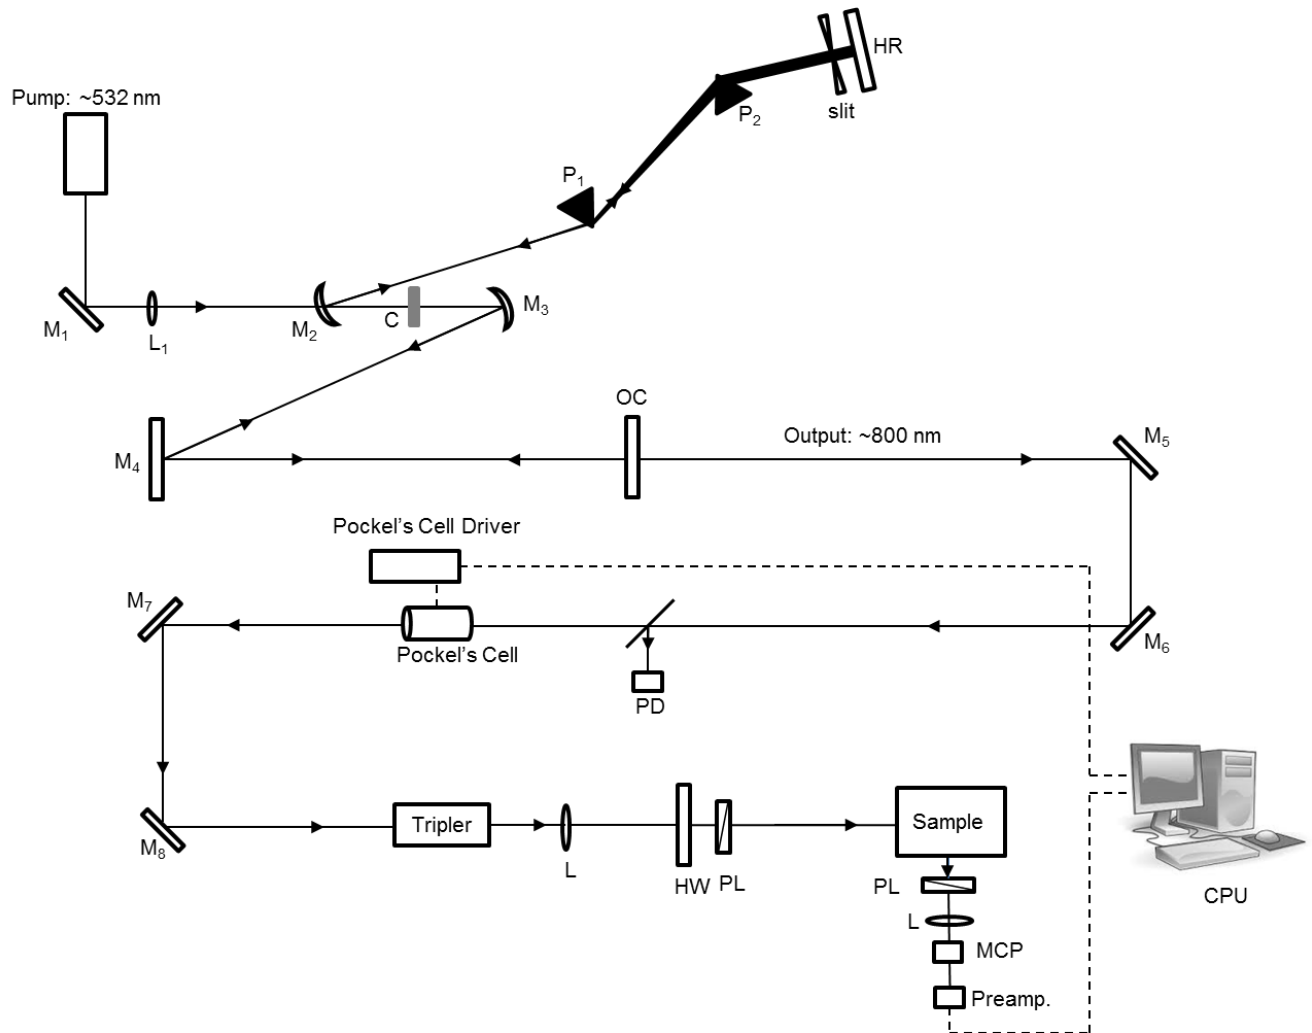 HR
Pump: ~532 nm
slit
P2
P1
M1
L1
M2
C
M3
OC
Output: ~800 nm
M5
M4
Pockel's Cell Driver
M7
M6
Pockel's Cell
PD
Tripler
Sample
M8
L
HW
PL
PL
CPU
L
MCP
Preamp.